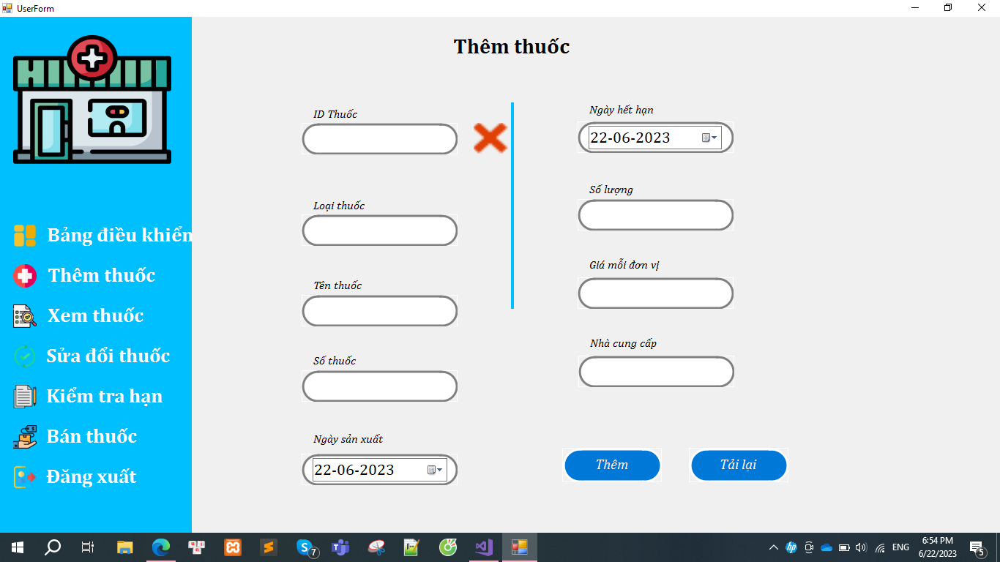 UserForm
Thêm thuốc
Bảng điều khiển
Thêm thuốc
Xem thuốc
Sửa đổi thuốc
Kiểm tra hạn
Bán thuốc
Đăng xuất
ID Thuốc
Loại thuốc
Tên thuốc
Số thuốc
Ngày sản xuất
22-06-2023
Ngày hết hạn
22-06-2023
Số lượng
Giá mỗi đơn vị
Nhà cung cấp
Thêm
Tải lại
7
ENG
6:54 PM
6/22/2023
5